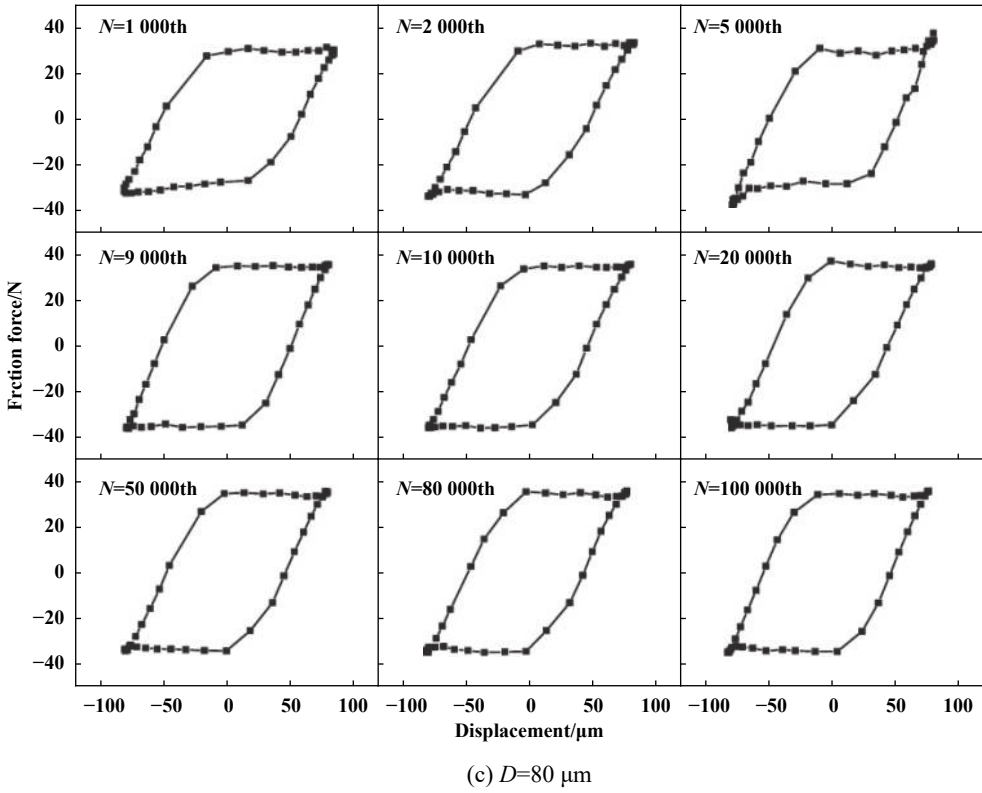 N=1 000th
N=2 000th
N=5 000th
40
20
0
−20
−40
N=9 000th
N=10 000th
N=20 000th
40
20
0
−20
−40
Frction force/N
N=50 000th
N=80 000th
N=100 000th
40
20
0
−20
−40
−100 −50 0 50 100
−100 −50 0 50 100
−100 −50 0 50 100
Displacement/μm
(c) D=80 μm